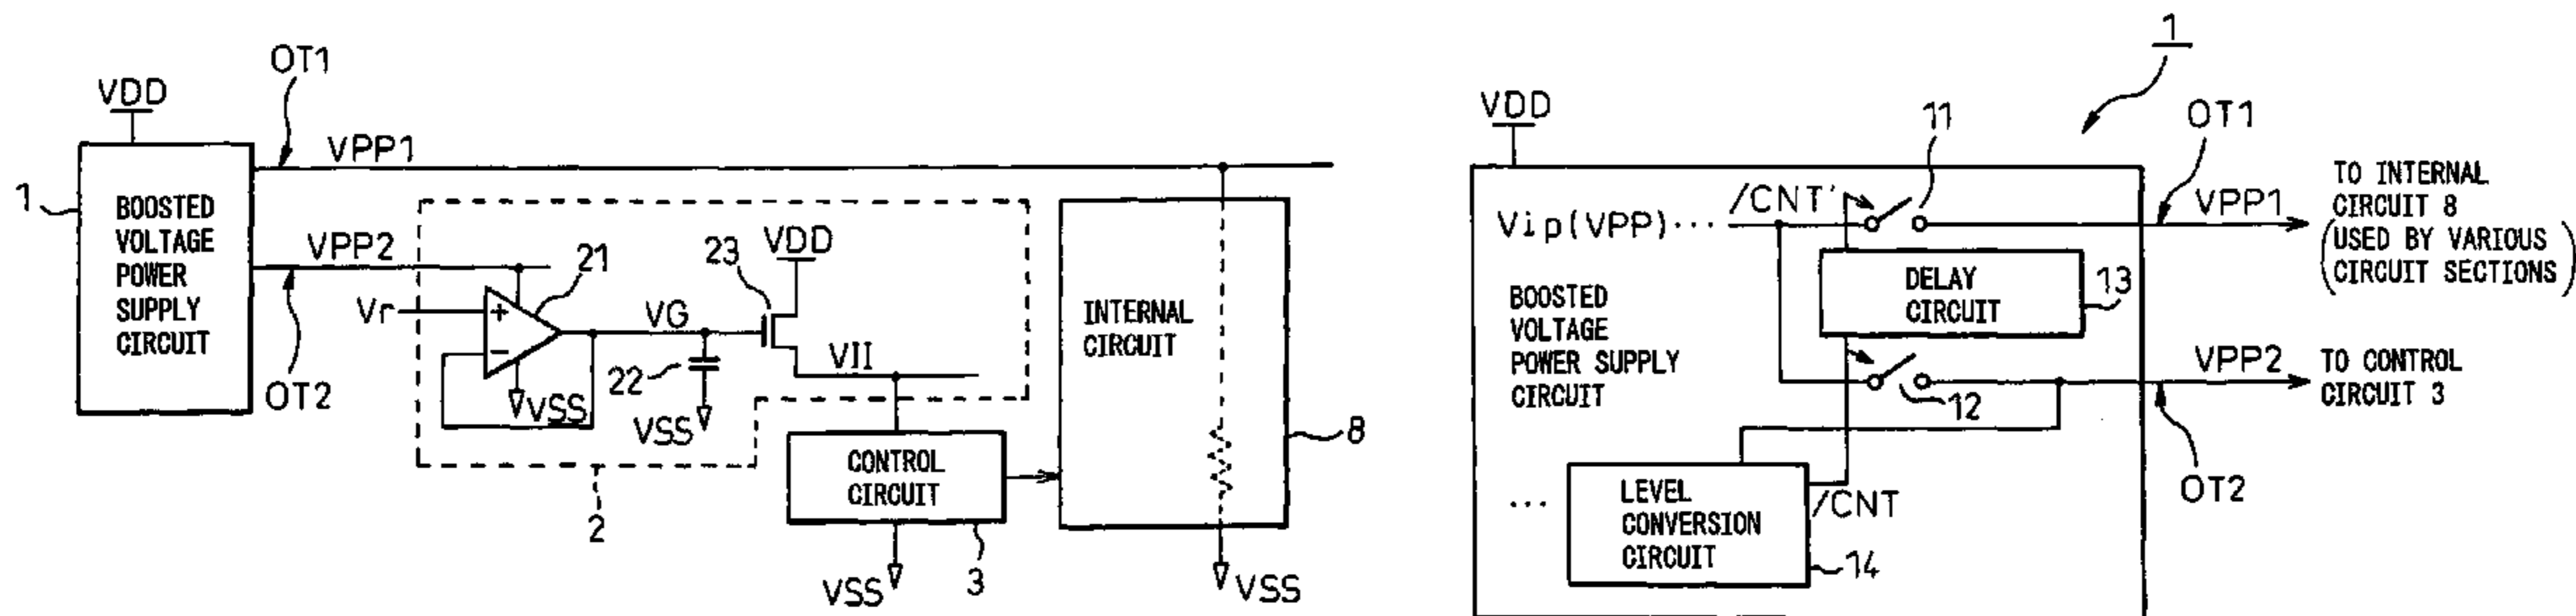 OT1
VDD
VPP1
1
BOOSTED
VOLTAGE
POWER
SUPPLY
CIRCUIT
VPP2
OT2
Vr
+
−
21
VSS
VG
22
VSS
23
VDD
VII
2
CONTROL
CIRCUIT
3
VSS
INTERNAL
CIRCUIT
8
VSS
1
VDD
11
OT1
/CNT'
Vip(VPP)···
VPP1
TO INTERNAL
CIRCUIT 8
(USED BY VARIOUS
CIRCUIT SECTIONS)
DELAY
CIRCUIT
13
BOOSTED
VOLTAGE
POWER SUPPLY
CIRCUIT
12
VPP2
TO CONTROL
CIRCUIT 3
OT2
···
LEVEL
CONVERSION
CIRCUIT
/CNT
14